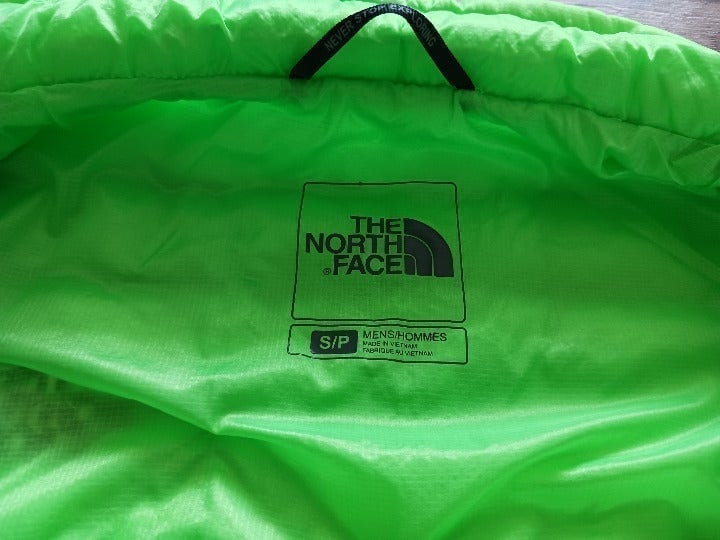 NEVER STOP EXPLORING
THE
NORTH
®FACE
S/P
MENS/HOMMES
MADE IN VIETNAM
FABRIQUE AU VIETNAM